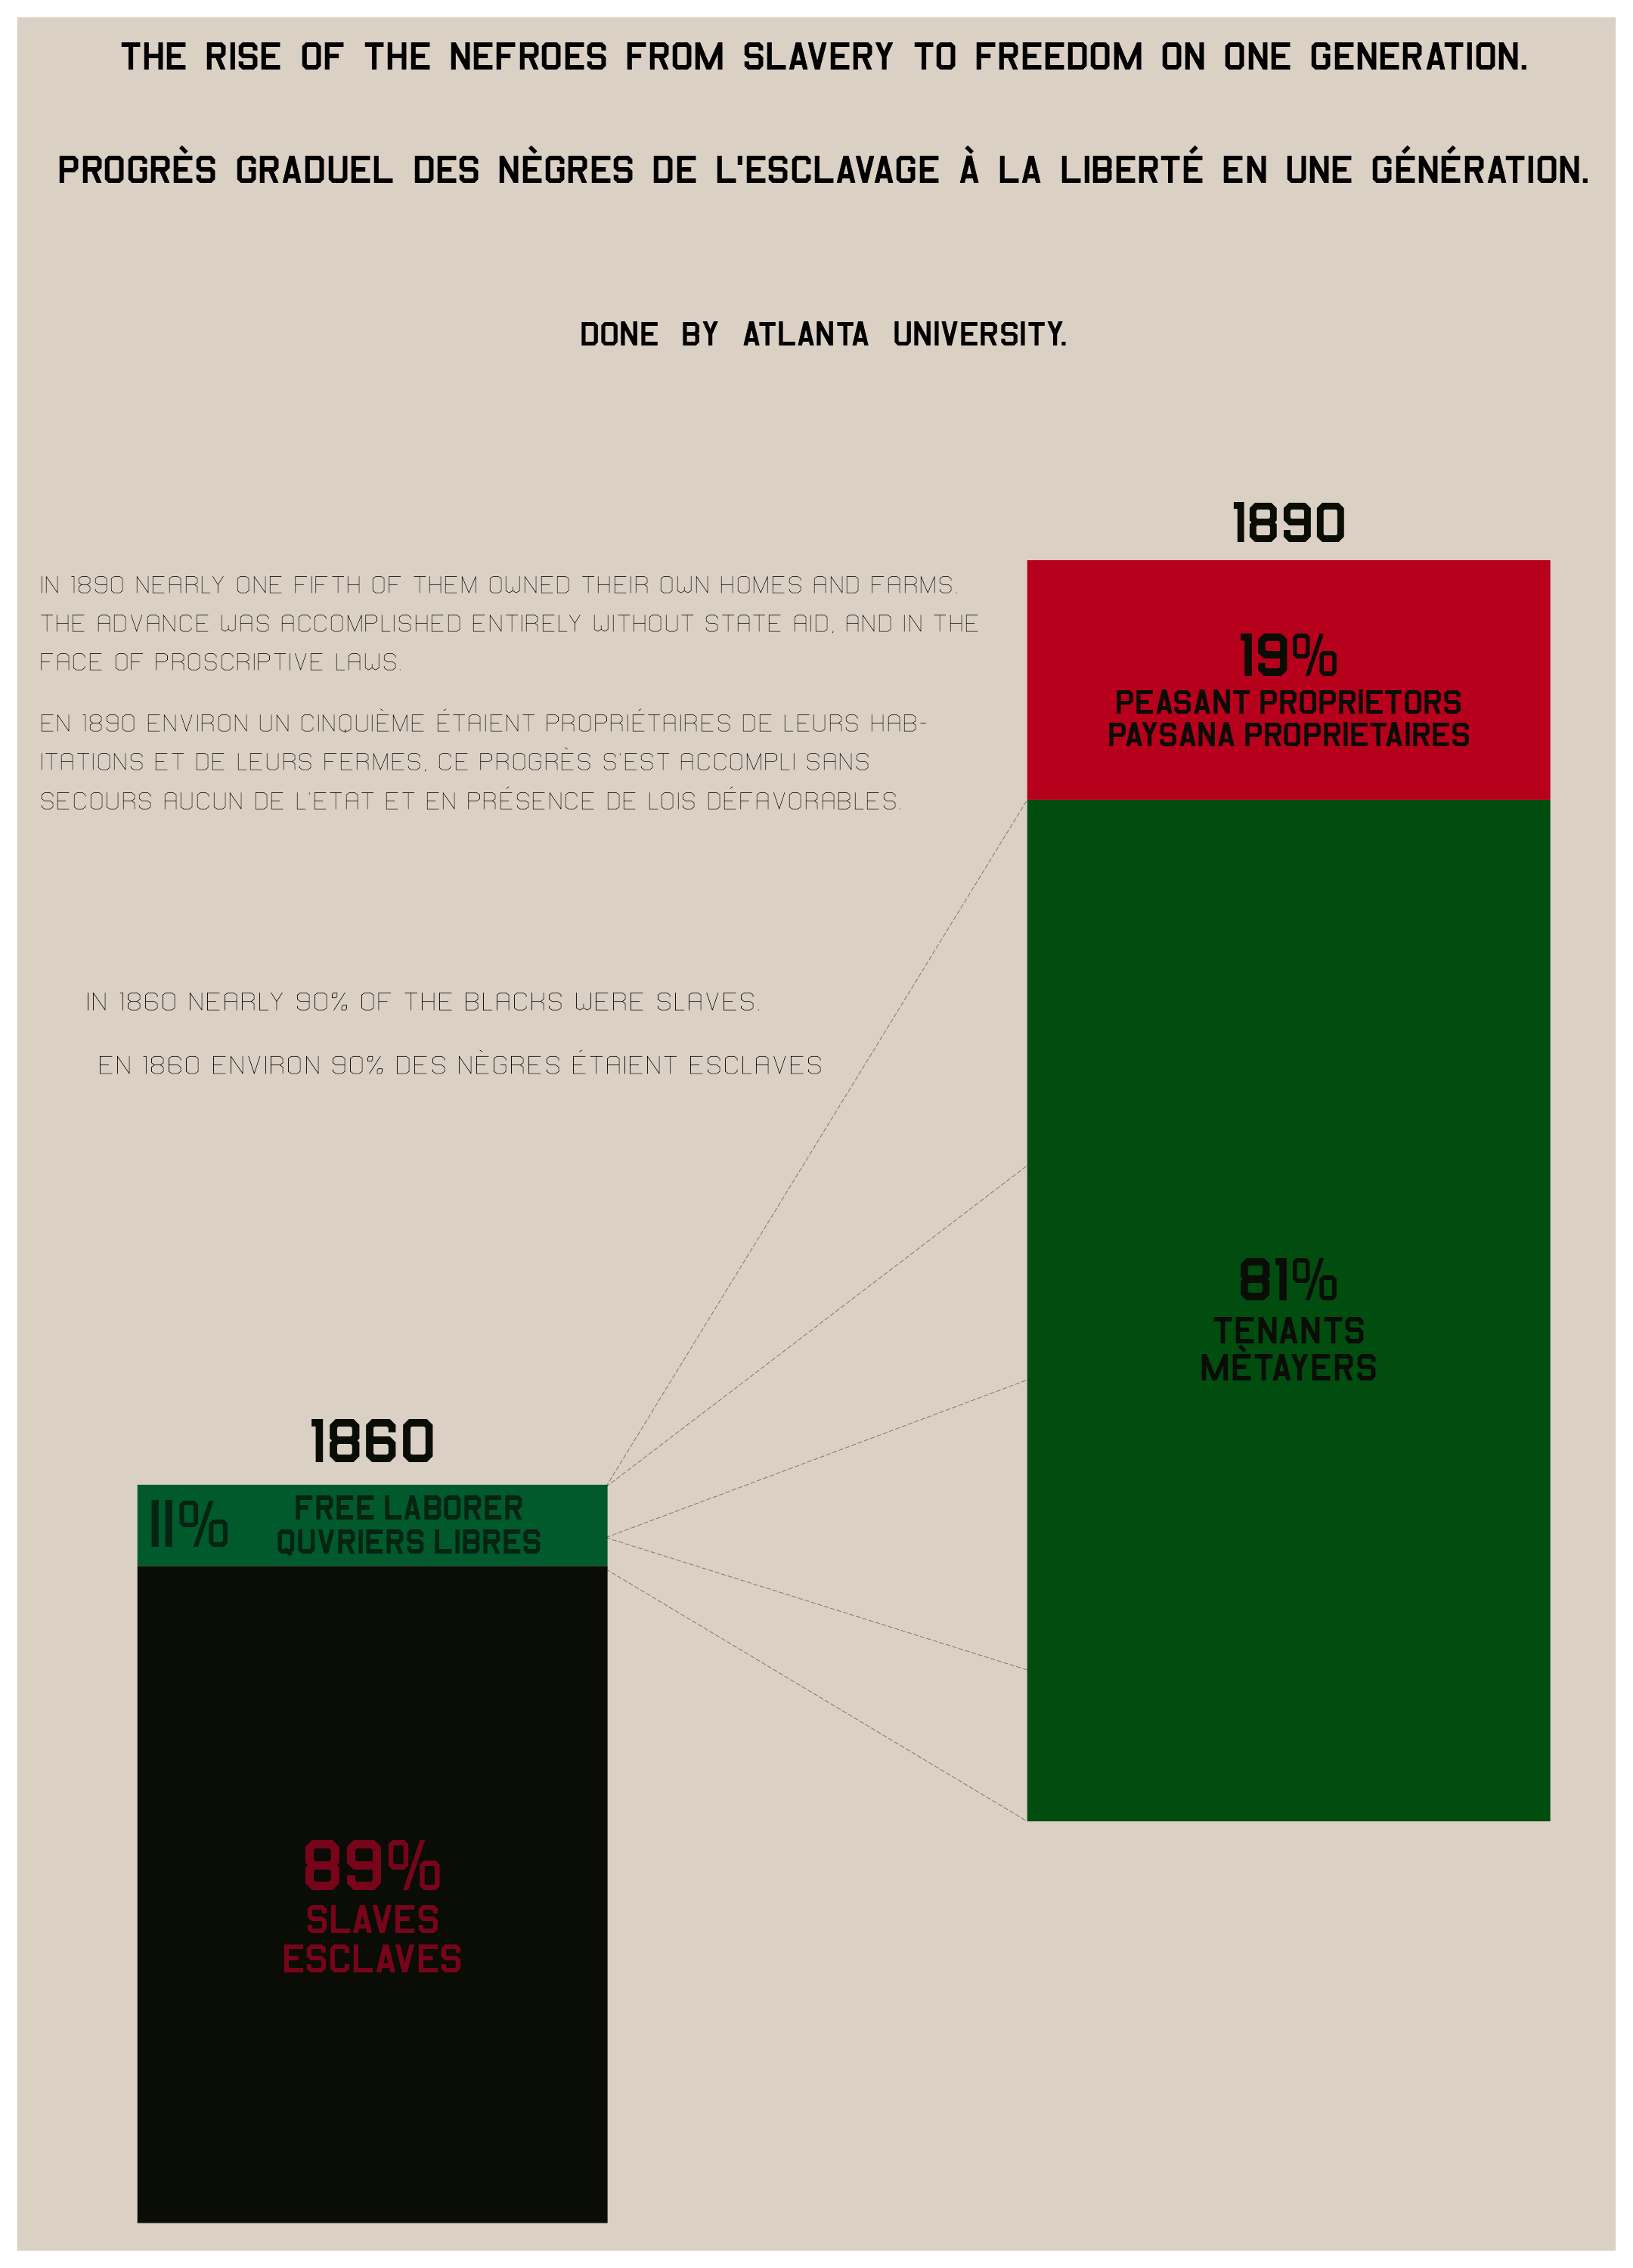 THE RISE OF THE NEFROES FROM SLAVERY TO FREEDOM ON ONE GENERATION.
PROGRÈS GRADUEL DES NÈGRES DE L'ESCLAVAGE À LA LIBERTÉ EN UNE GÉNÉRATION.
DONE BY ATLANTA UNIVERSITY.
1890
IN 1890 NEARLY ONE FIFTH OF THEM OWNED THEIR OWN HOMES AND FARMS.
THE ADVANCE WAS ACCOMPLISHED ENTIRELY WITHOUT STATE AID, AND IN THE
FACE OF PROSCRIPTIVE LAWS.
EN 1890 ENVIRON UN CINQUIÈME ÉTAIENT PROPRIÉTAIRES DE LEURS HAB-
ITATIONS ET DE LEURS FERMES, CE PROGRÈS S'EST ACCOMPLI SANS
SECOURS AUCUN DE L'ETAT ET EN PRÉSENCE DE LOIS DÉFAVORABLES.
19%
PEASANT PROPRIETORS
PAYSANA PROPRIETAIRES
IN 1860 NEARLY 90% OF THE BLACKS WERE SLAVES.
EN 1860 ENVIRON 90% DES NÈGRES ÉTAIENT ESCLAVES
81%
TENANTS
MÈTAYERS
1860
11%
FREE LABORER
QUVRIERS LIBRES
89%
SLAVES
ESCLAVES